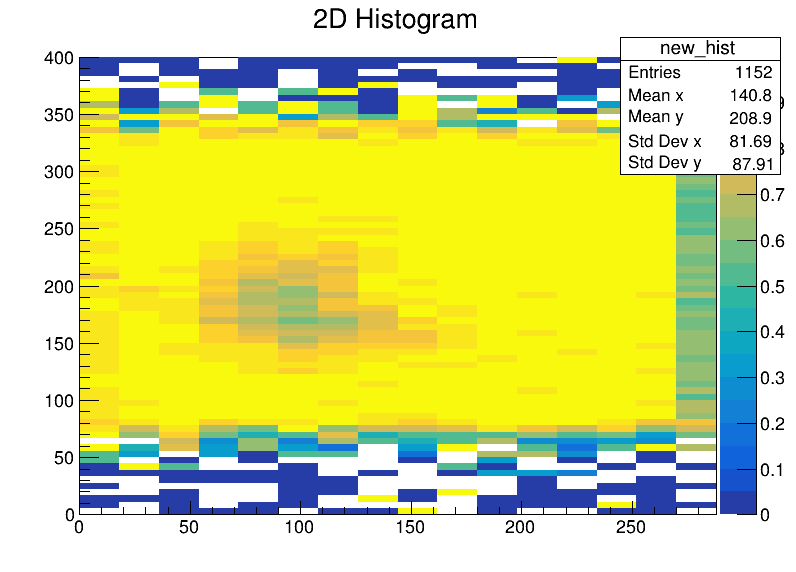 2D Histogram
new_hist
Entries 1152
Mean x 140.8
Mean y 208.9
Std Dev x 81.69
Std Dev y 87.91
400
350
300
250
200
150
100
50
0
0 50 100 150 200 250
0.7
0.6
0.5
0.4
0.3
0.2
0.1
0